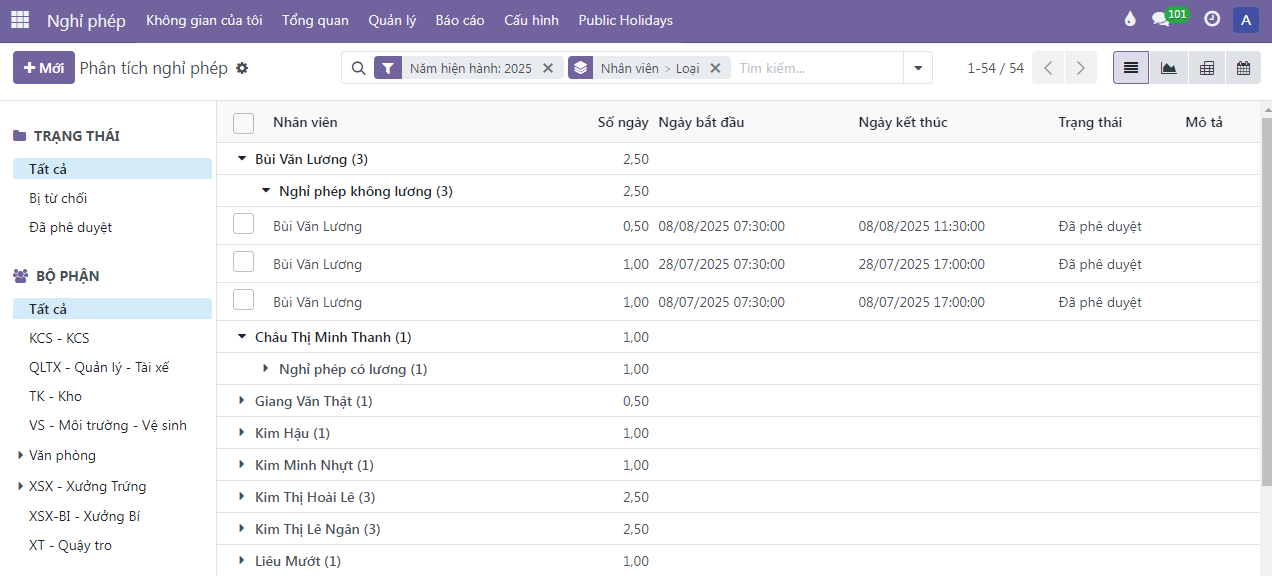 Nghỉ phép Không gian của tôi Tổng quan Quản lý Báo cáo Cấu hình Public Holidays 101 A
Mới Phân tích nghỉ phép Năm hiện hành: 2025 Nhân viên > Loại Tìm kiếm... 1-54 / 54
TRẠNG THÁI
Tất cả
Bị từ chối
Đã phê duyệt
BỘ PHẬN
Tất cả
KCS - KCS
QLTX - Quản lý - Tài xế
TK - Kho
VS - Môi trường - Vệ sinh
Văn phòng
XSX - Xưởng Trứng
XSX-BI - Xưởng Bí
XT - Quậy tro
Nhân viên Số ngày Ngày bắt đầu Ngày kết thúc Trạng thái Mô tả
Bùi Văn Lương (3) 2,50
Nghỉ phép không lương (3) 2,50
Bùi Văn Lương 0,50 08/08/2025 07:30:00 08/08/2025 11:30:00 Đã phê duyệt
Bùi Văn Lương 1,00 28/07/2025 07:30:00 28/07/2025 17:00:00 Đã phê duyệt
Bùi Văn Lương 1,00 08/07/2025 07:30:00 08/07/2025 17:00:00 Đã phê duyệt
Châu Thị Minh Thanh (1) 1,00
Nghỉ phép có lương (1) 1,00
Giang Văn Thật (1) 0,50
Kim Hậu (1) 1,00
Kim Minh Nhựt (1) 1,00
Kim Thị Hoài Lê (3) 2,50
Kim Thị Lê Ngân (3) 2,50
Liêu Mướt (1) 1,00